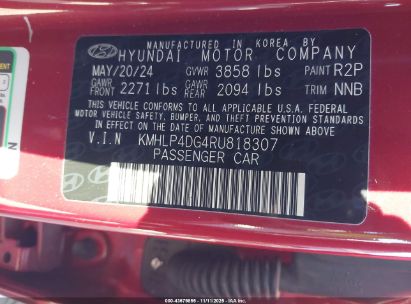 MANUFACTURED IN KOREA BY
HYUNDAI MOTOR COMPANY
MAY/20/24 GVWR 3858 lbs PAINT R2P
GAWR FRONT 2271 lbs GAWR REAR 2094 lbs TRIM NNB
THIS VEHICLE CONFORMS TO ALL APPLICABLE U.S.A. FEDERAL
MOTOR VEHICLE SAFETY, BUMPER, AND THEFT PREVENTION STANDARDS
IN EFFECT ON THE DATE OF MANUFACTURE SHOWN ABOVE.
V.I.N KMHLP4DG4RU818307
PASSENGER CAR